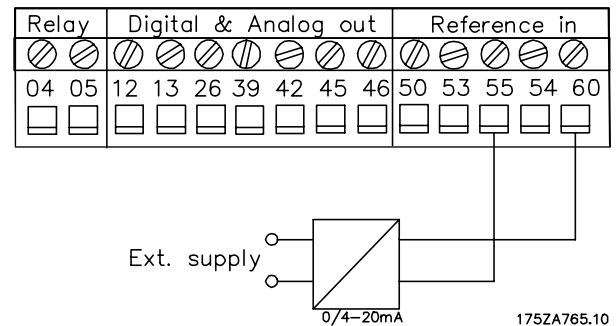 Relay Digital & Analog out Reference in
04 05 12 13 26 39 42 45 46 50 53 55 54 60
Ext. supply
0/4-20mA
175ZA765.10